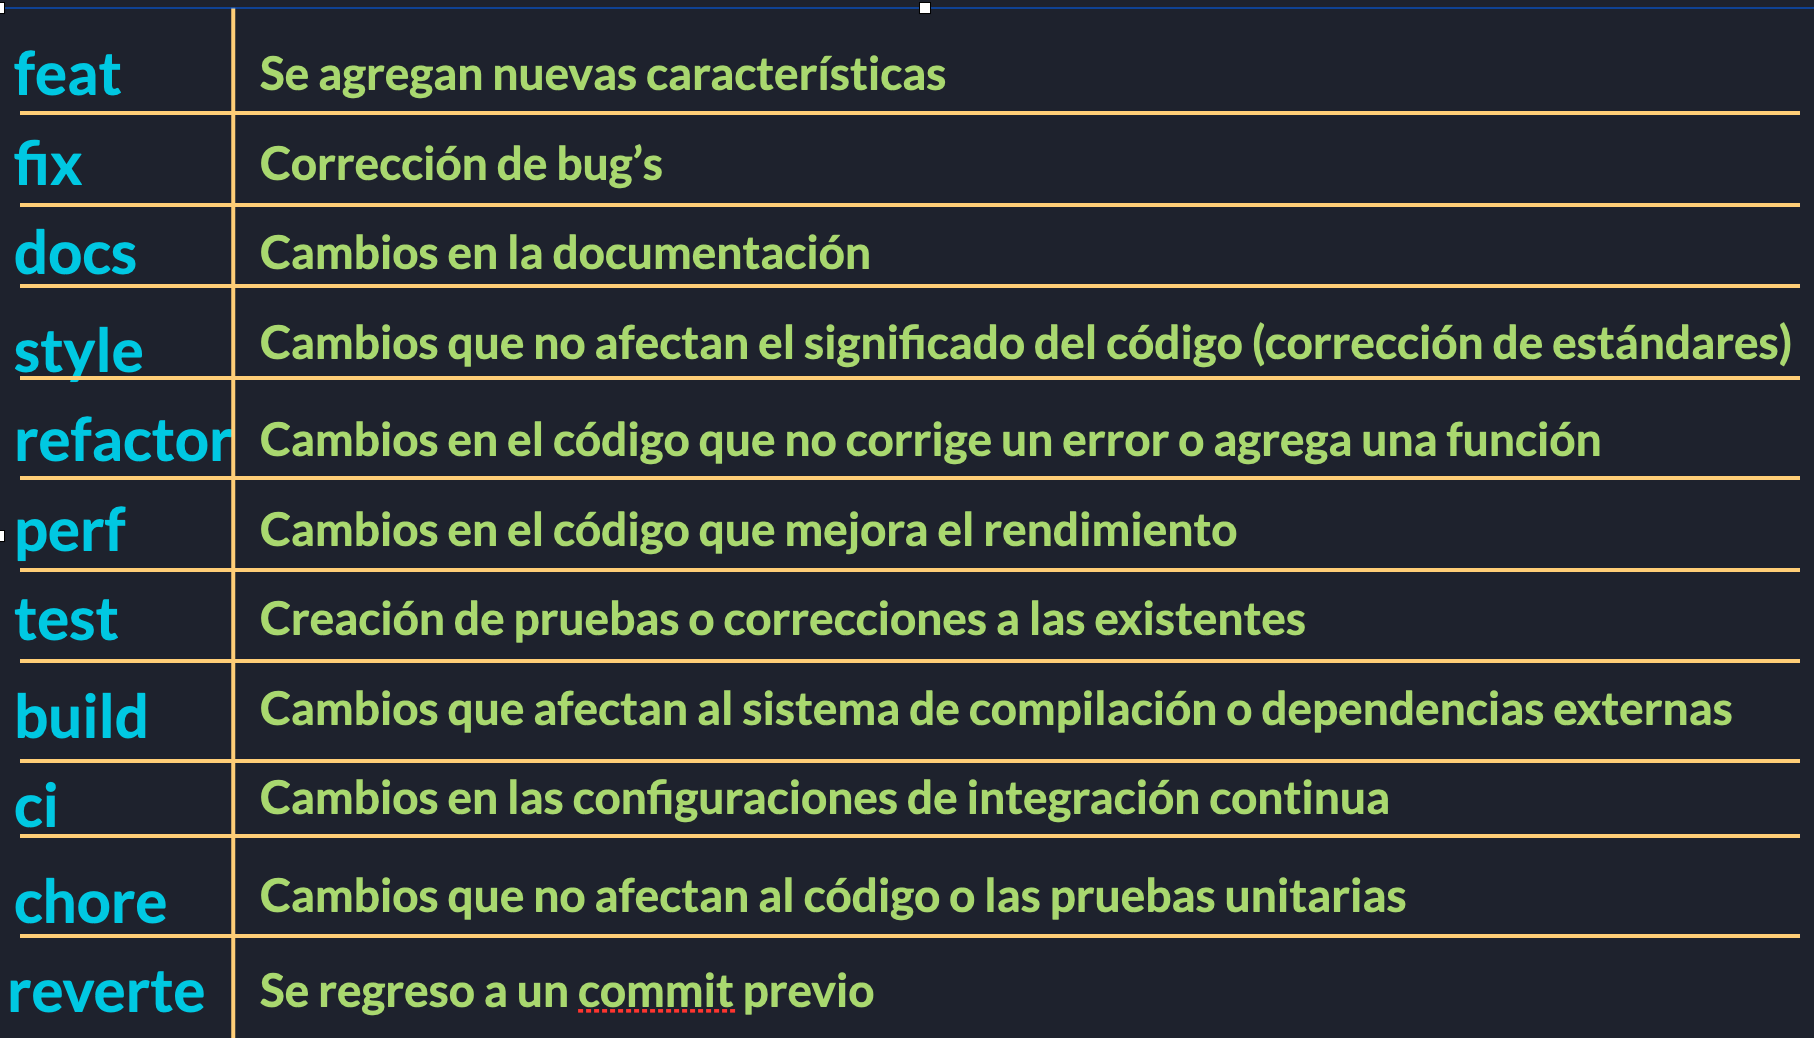 feat Se agregan nuevas características
fix Corrección de bug’s
docs Cambios en la documentación
style Cambios que no afectan el significado del código (corrección de estándares)
refactor Cambios en el código que no corrige un error o agrega una función
perf Cambios en el código que mejora el rendimiento
test Creación de pruebas o correcciones a las existentes
build Cambios que afectan al sistema de compilación o dependencias externas
ci Cambios en las configuraciones de integración continua
chore Cambios que no afectan al código o las pruebas unitarias
reverte Se regreso a un commit previo